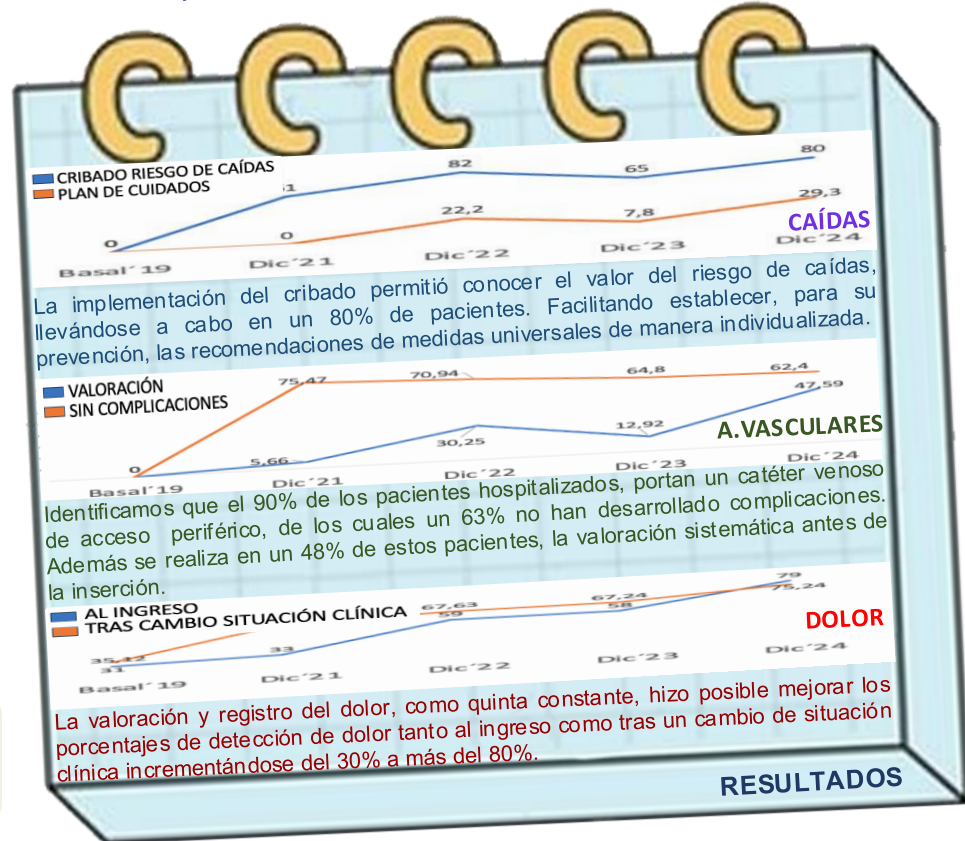 CRIBADO RIESGO DE CAÍDAS
PLAN DE CUIDADOS
82
65
80
0
0
22,2
7,8
29,3
CAÍDAS
Basal´19 Dic´21 Dic´22 Dic´23 Dic´24
La implementación del cribado permitió conocer el valor del riesgo de caídas,
llevándose a cabo en un 80% de pacientes. Facilitando establecer, para su
prevención, las recomendaciones de medidas universales de manera individualizada.
VALORACIÓN
SIN COMPLICACIONES
75,47 70,94 64,8 62,4
0 5,66 30,25 12,92 47,59
A.VASCULARES
Basal´19 Dic´21 Dic´22 Dic´23 Dic´24
Identificamos que el 90% de los pacientes hospitalizados, portan un catéter venoso
de acceso periférico, de los cuales un 63% no han desarrollado complicaciones.
Además se realiza en un 48% de estos pacientes, la valoración sistemática antes de
la inserción.
AL INGRESO
TRAS CAMBIO SITUACIÓN CLÍNICA
35,12 67,63 67,24 75,24
31 33 59 58 79
DOLOR
Basal´19 Dic´21 Dic´22 Dic´23 Dic´24
La valoración y registro del dolor, como quinta constante, hizo posible mejorar los
porcentajes de detección de dolor tanto al ingreso como tras un cambio de situación
clínica incrementándose del 30% a más del 80%.
RESULTADOS